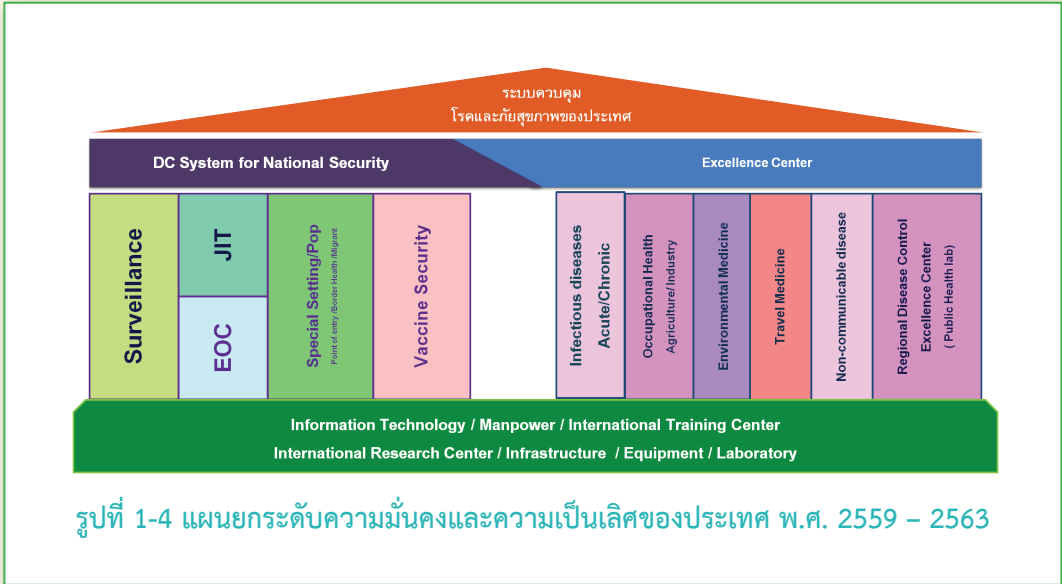 ระบบควบคุม
โรคและภัยสุขภาพของประเทศ
DC System for National Security
Excellence Center
Surveillance
JIT
EOC
Special Setting/Pop
Point of entry /Border Health /Migrant
Vaccine Security
Infectious diseases
Acute/Chronic
Occupational Health
Agriculture/Industry
Environmental Medicine
Travel Medicine
Non-communicable disease
Regional Disease Control
Excellence Center
( Public Health lab)
Information Technology / Manpower / International Training Center
International Research Center / Infrastructure / Equipment / Laboratory
รูปที่ 1-4 แผนยกระดับความมั่นคงและความเป็นเลิศของประเทศ พ.ศ. 2559 – 2563